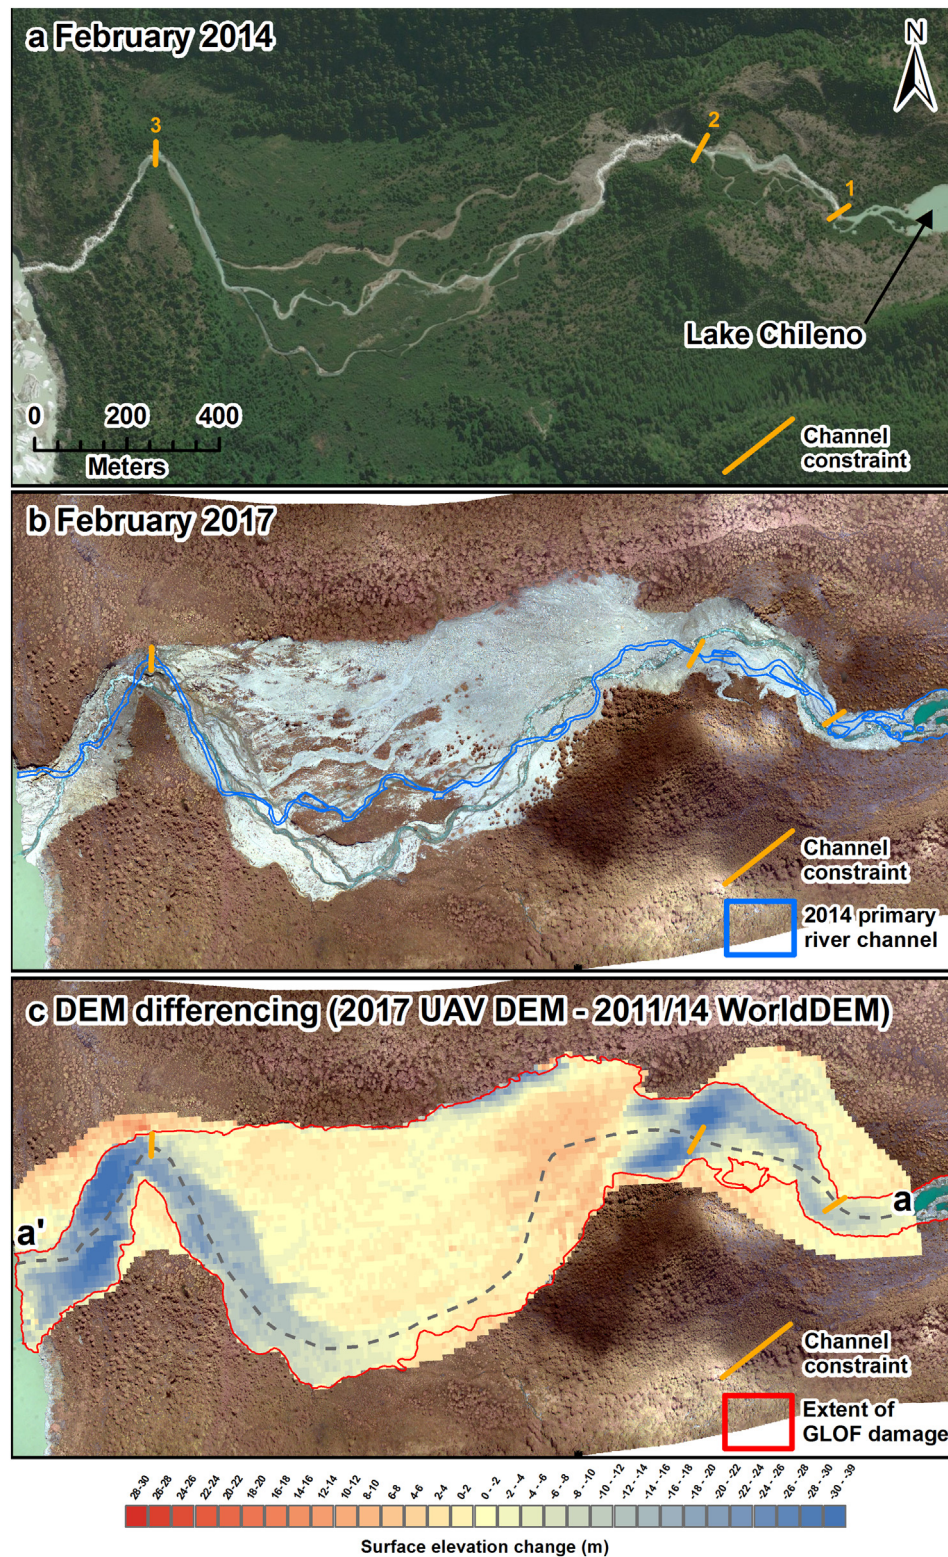 a February 2014
N
3
2
1
Lake Chileno
0 200 400
Meters
Channel
constraint
b February 2017
Channel
constraint
2014 primary
river channel
c DEM differencing (2017 UAV DEM - 2011/14 WorldDEM)
a'
a
Channel
constraint
Extent of
GLOF damage
28-30
26-28
24-26
22-24
20-22
18-20
16-18
14-16
12-14
10-12
8-10
6-8
4-6
2-4
0-2
0 - -2
-2 - -4
-4 - -6
-6 - -8
-8 - -10
-10 - -12
-12 - -14
-14 - -16
-16 - -18
-18 - -20
-20 - -22
-22 - -24
-24 - -26
-26 - -28
-28 - -30
-30 - -39
Surface elevation change (m)